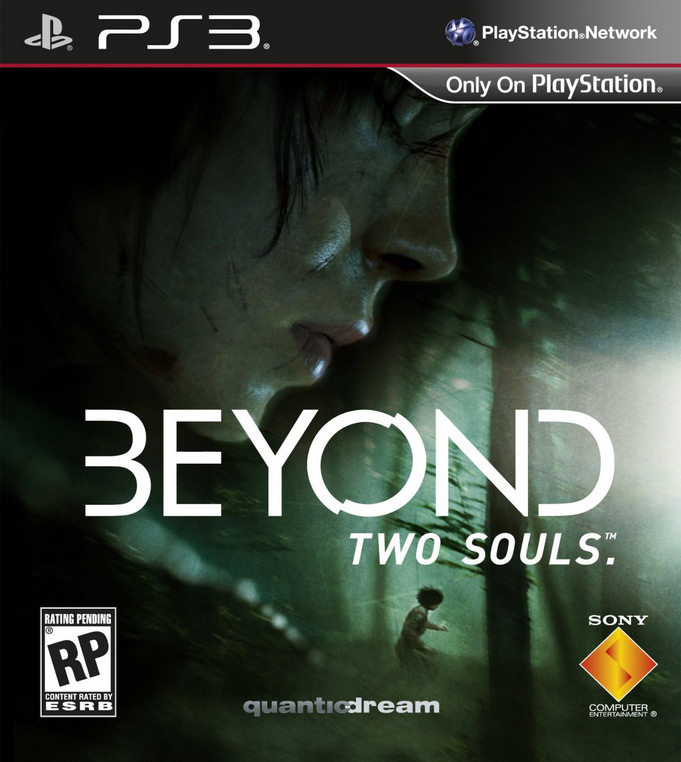 PS3®
PlayStation®Network
Only On PlayStation®
BEYOND
TWO SOULS.™
RATING PENDING
RP®
CONTENT RATED BY
ESRB
quanticdream
SONY
COMPUTER
ENTERTAINMENT®